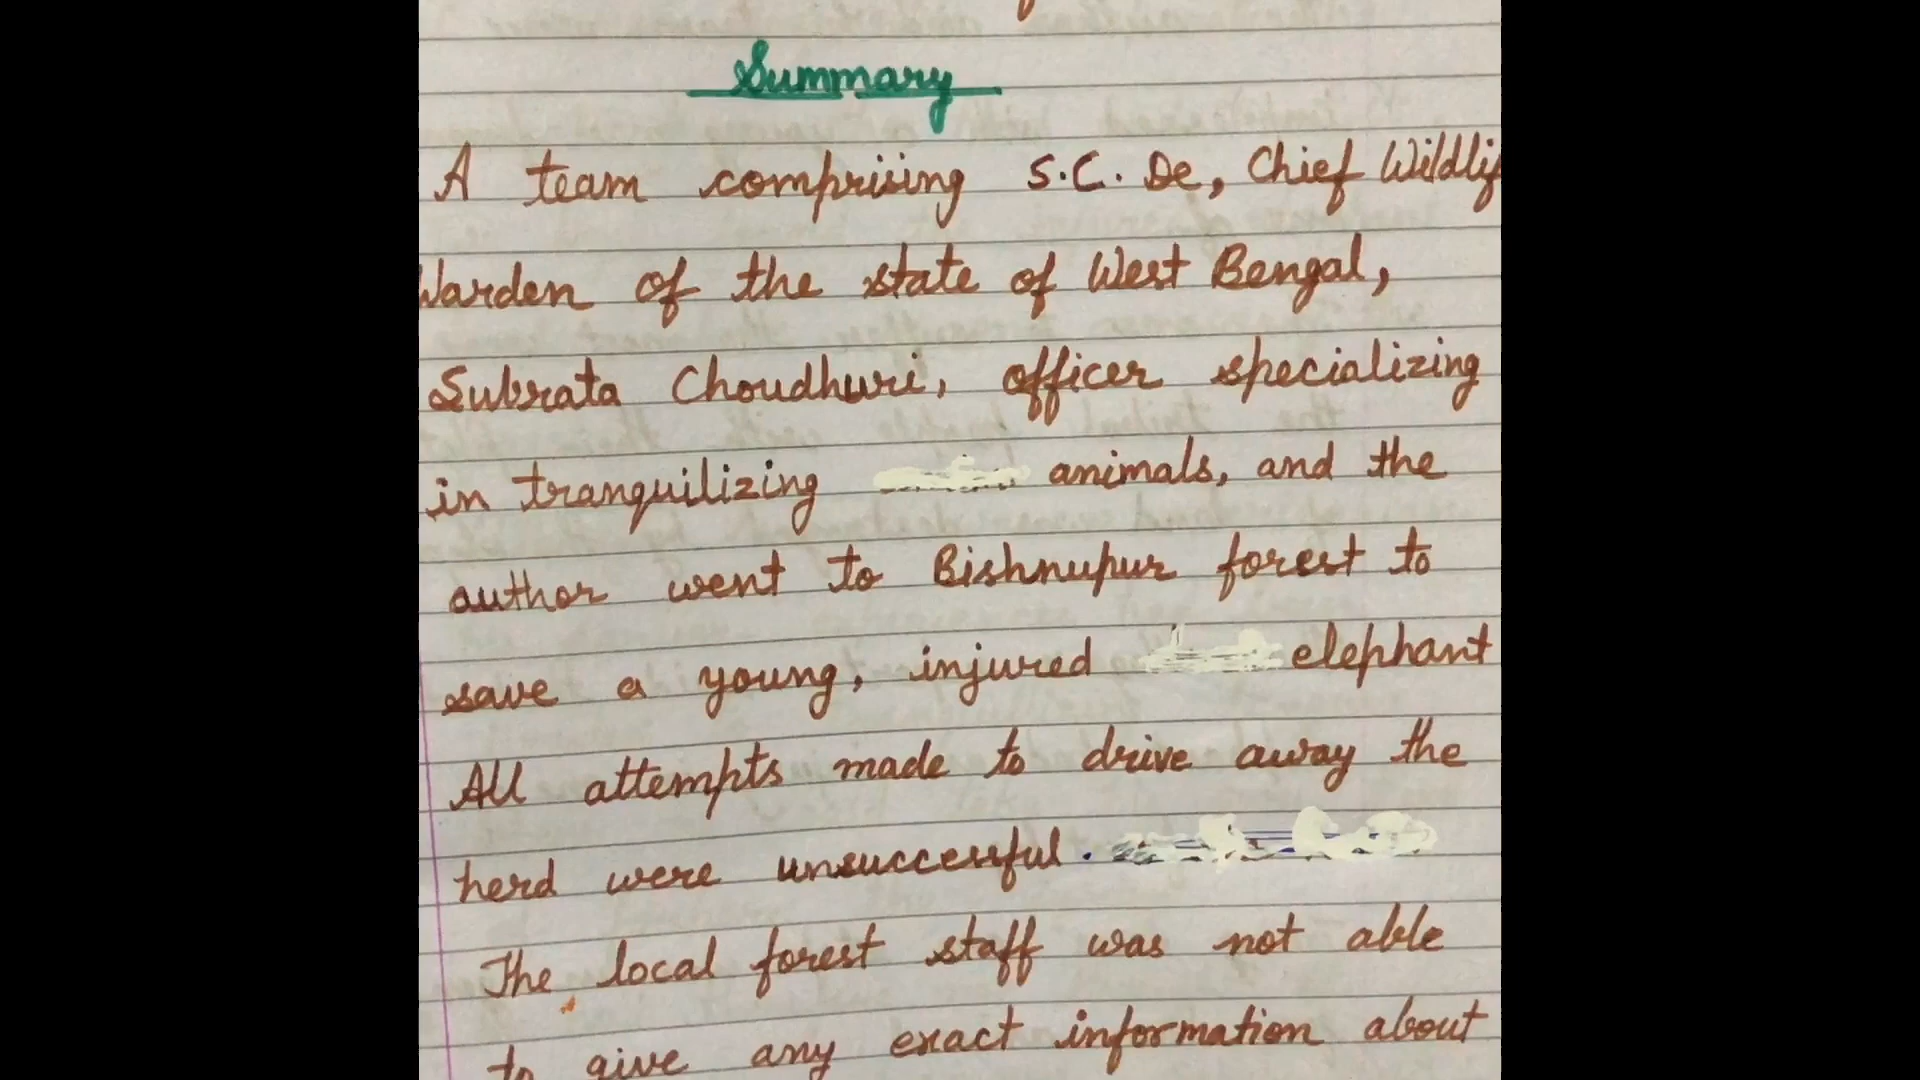 Summary
A team comprising S.C. De, Chief Wildlif
Warden of the state of West Bengal,
Subrata Choudhuri, officer specializing
in tranquilizing animals, and the
author went to Bishnupur forest to
save a young, injured elephant
All attempts made to drive away the
herd were unsuccessful.
The local forest staff was not able
to give any exact information about